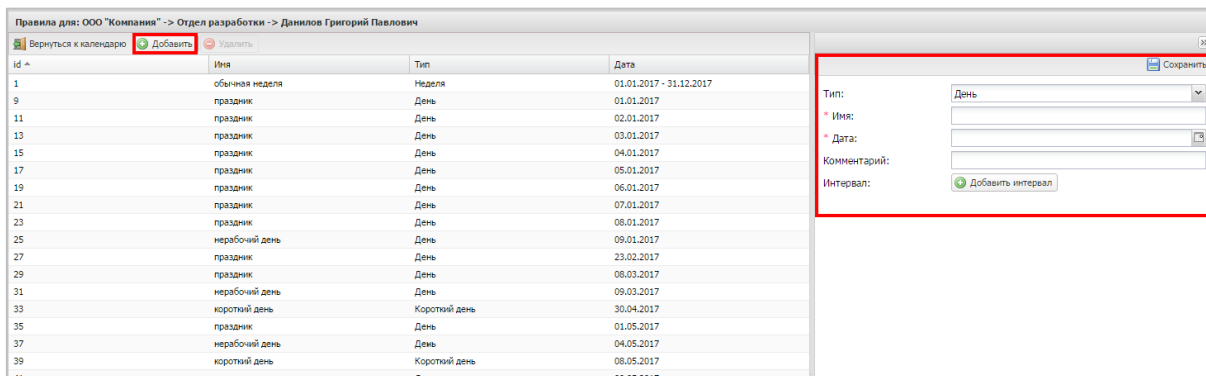 Правила для: ООО "Компания" -> Отдел разработки -> Данилов Григорий Павлович
Вернуться к календарю Добавить Удалить
id Имя Тип Дата
1 обычная неделя Неделя 01.01.2017 - 31.12.2017
9 праздник День 01.01.2017
11 праздник День 02.01.2017
13 праздник День 03.01.2017
15 праздник День 04.01.2017
17 праздник День 05.01.2017
19 праздник День 06.01.2017
21 праздник День 07.01.2017
23 праздник День 08.01.2017
25 нерабочий день День 09.01.2017
27 праздник День 23.02.2017
29 праздник День 08.03.2017
31 нерабочий день День 09.03.2017
33 короткий день Короткий день 30.04.2017
35 праздник День 01.05.2017
37 нерабочий день День 04.05.2017
39 короткий день Короткий день 08.05.2017
Сохранить
Тип: День
* Имя:
* Дата:
Комментарий:
Интервал: Добавить интервал